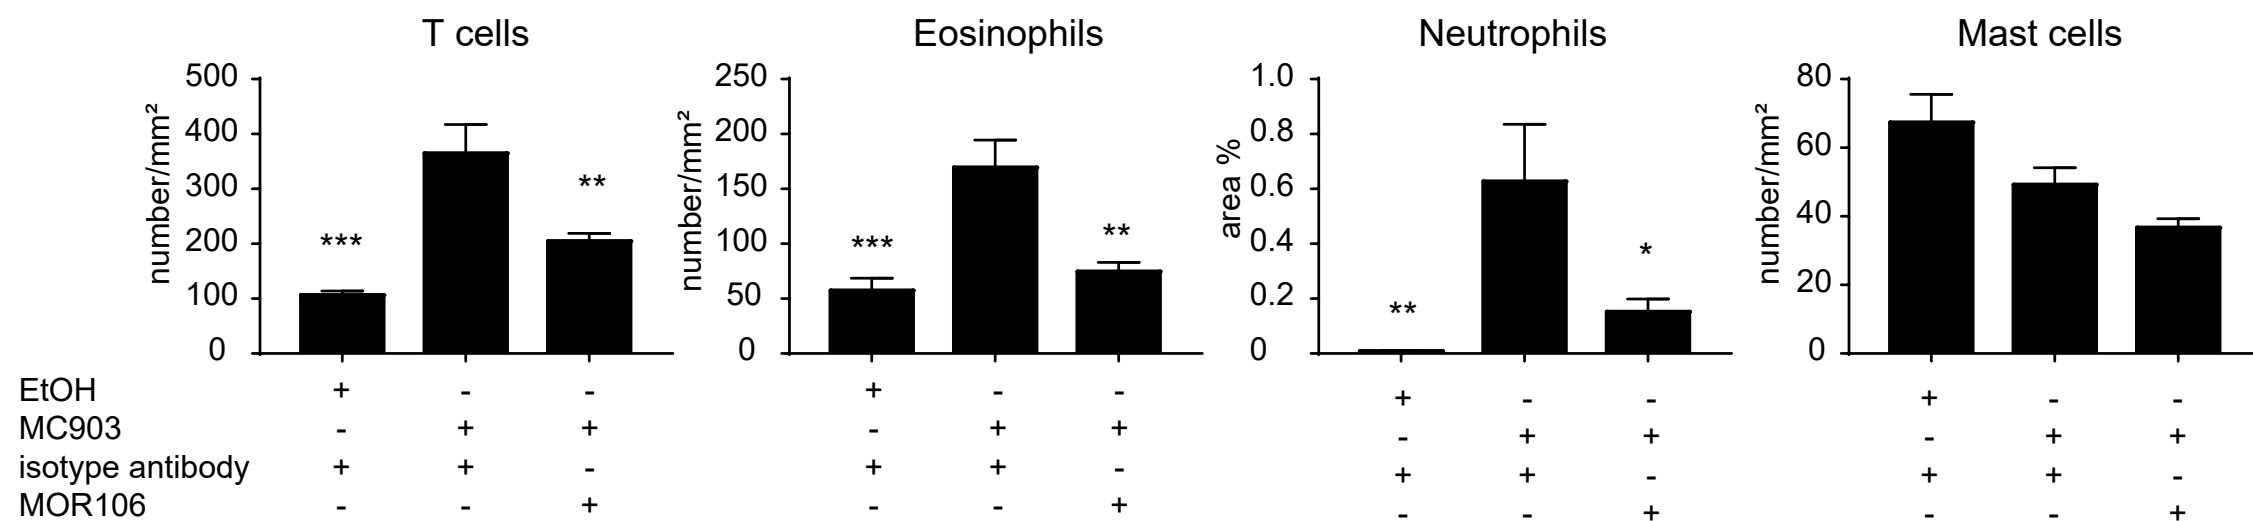 T cells Eosinophils Neutrophils Mast cells
500 250 1.0 80
400 200 0.8 60
300 150 0.6 40
200 100 0.4 20
100 50 0.2 0
0 0 0
number/mm² number/mm² area % number/mm²
*** ** *** ** ** *
EtOH + - - + - - + - - + - -
MC903 - + + - + + - + + - + +
isotype antibody + + - + + - + + - + + -
MOR106 - - + - - + - - + - - +